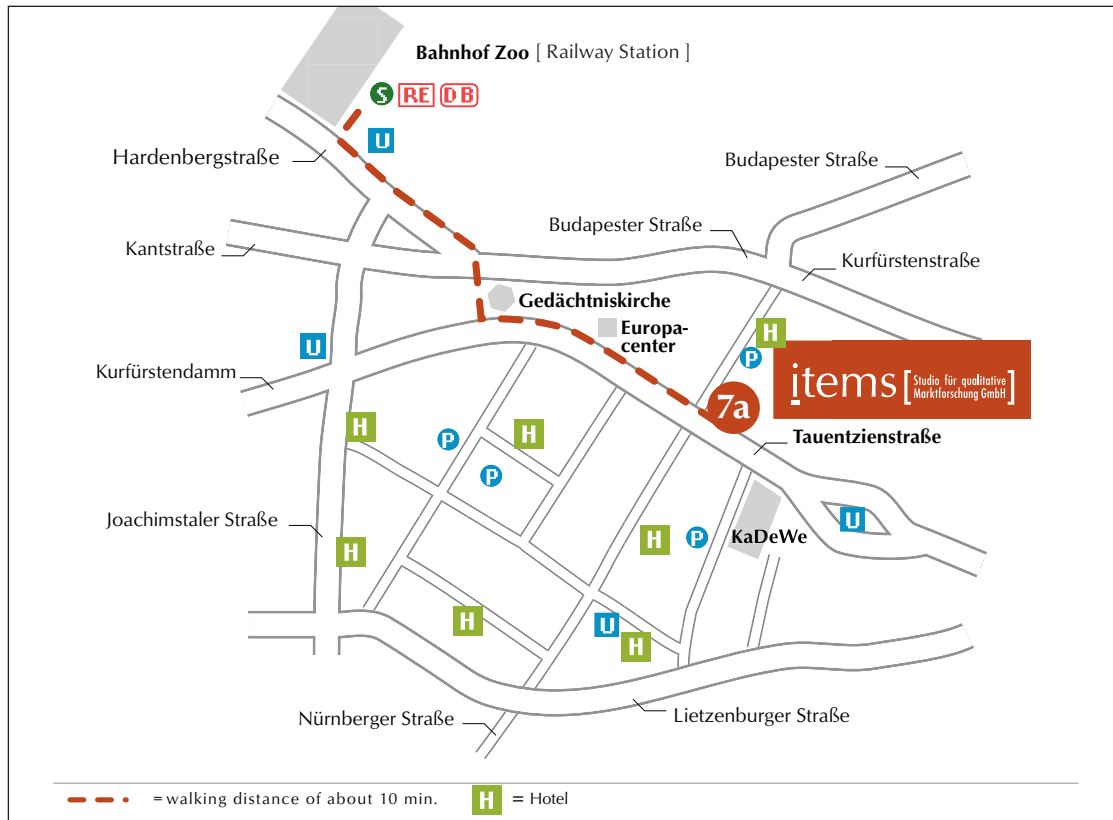 Bahnhof Zoo [ Railway Station ]
S RE DB
U
Hardenbergstraße
Budapester Straße
Budapester Straße
Kantstraße
Kurfürstenstraße
Gedächtniskirche
Europa-
center
H
U
P
items [ Studio für qualitative
Marktforschung GmbH ]
Kurfürstendamm
7a
H
H
P
Tauentzienstraße
P
Joachimstaler Straße
U
H
P
KaDeWe
H
H
U
H
Nürnberger Straße
Lietzenburger Straße
= walking distance of about 10 min.
H = Hotel